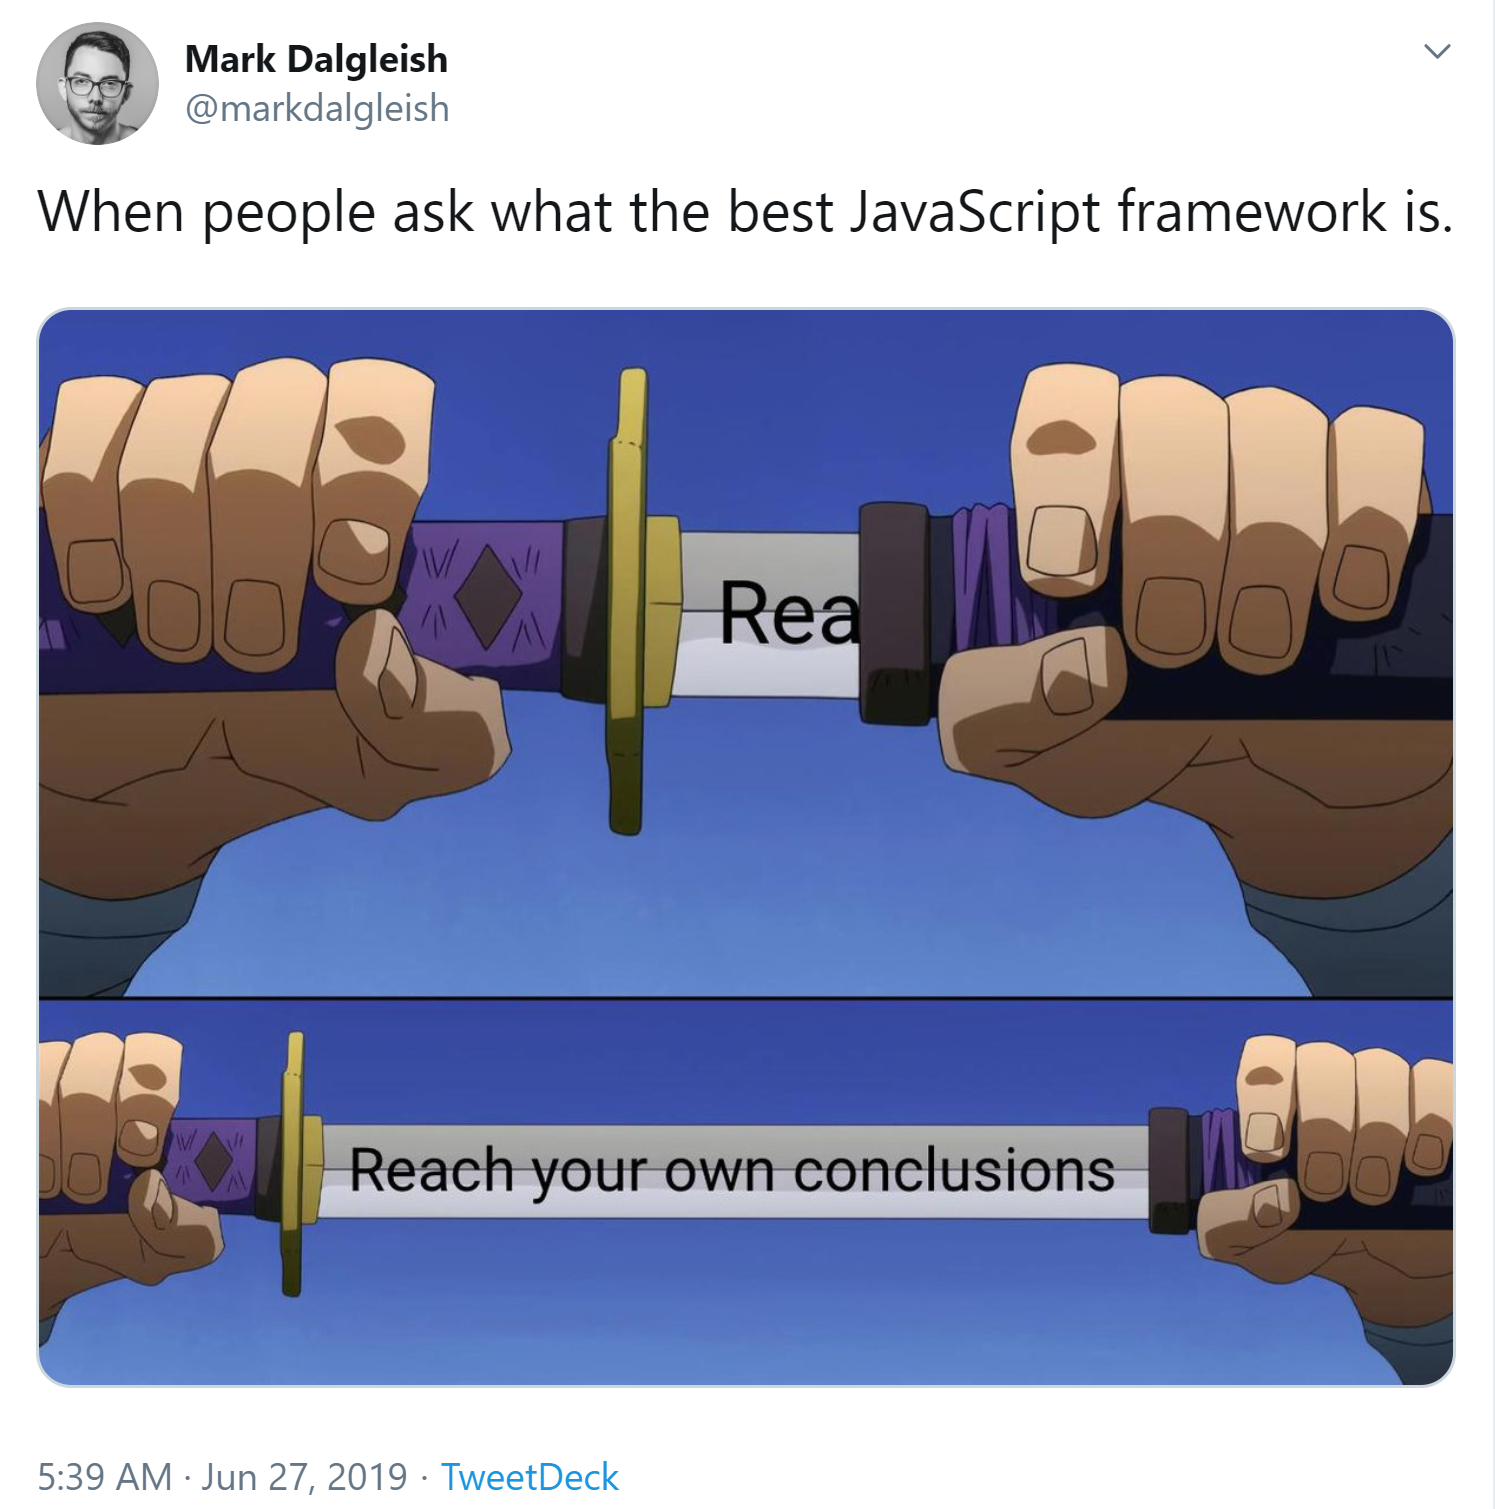 Mark Dalgleish
@markdalgleish
When people ask what the best JavaScript framework is.
Rea
Reach your own conclusions
5:39 AM · Jun 27, 2019 · TweetDeck